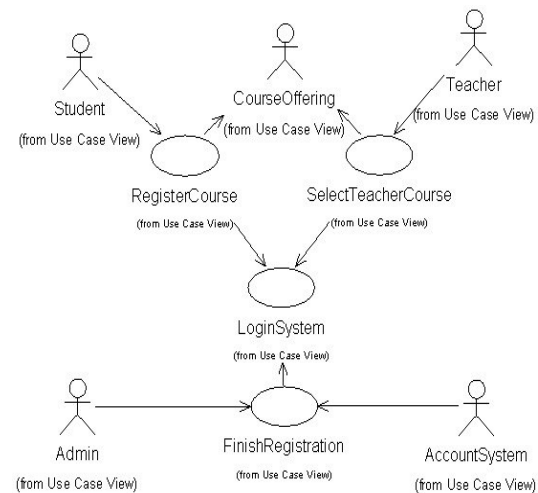 Student
(from Use Case View)
CourseOffering
(from Use Case View)
Teacher
(from Use Case View)
RegisterCourse
(from Use Case View)
SelectTeacherCourse
(from Use Case View)
LoginSystem
(from Use Case View)
Admin
(from Use Case View)
FinishRegistration
(from Use Case View)
AccountSystem
(from Use Case View)